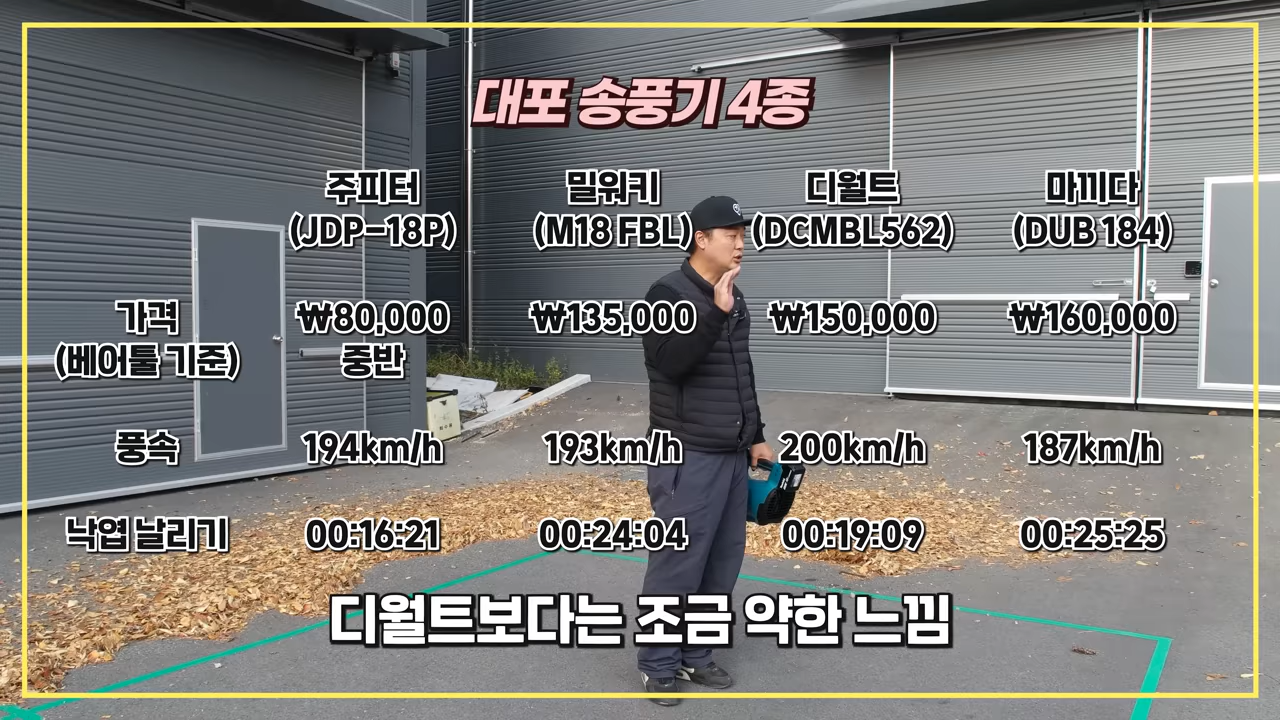 대포 송풍기 4종
주피터 밀워키 디월트 마끼다
(JDP-18P) (M18 FBL) (DCMBL562) (DUB 184)
가격 ₩80,000 ₩135,000 ₩150,000 ₩160,000
(베어툴 기준) 중반
풍속 194km/h 193km/h 200km/h 187km/h
낙엽 날리기 00:16:21 00:24:04 00:19:09 00:25:25
디월트보다는 조금 약한 느낌